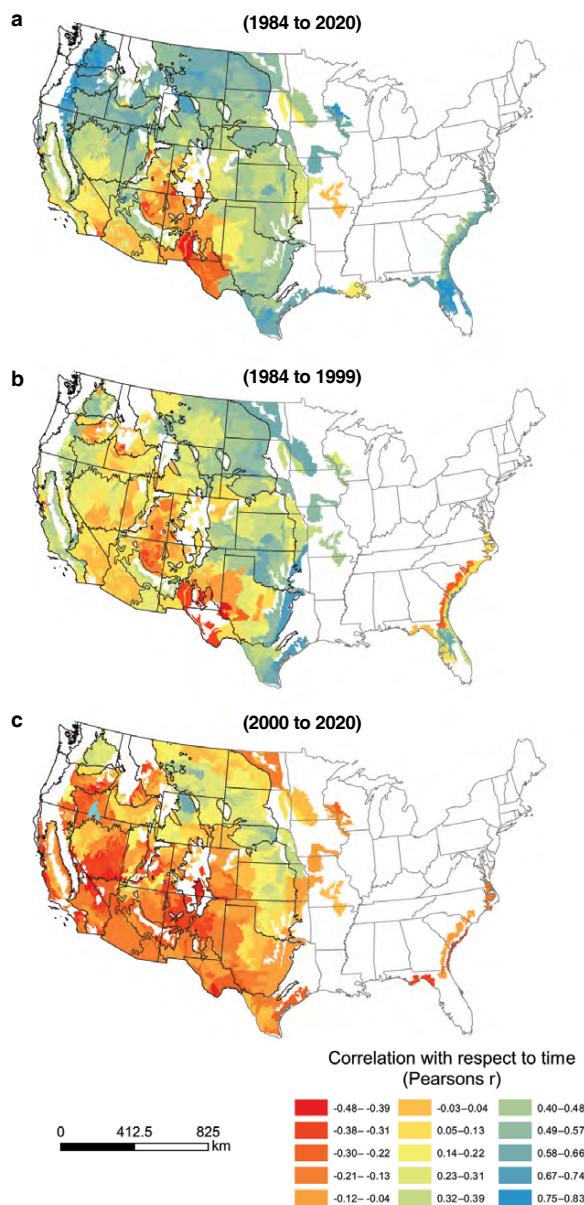 a
(1984 to 2020)
b
(1984 to 1999)
c
(2000 to 2020)
Correlation with respect to time
(Pearsons r)
0 412.5 825
km
-0.48– -0.39 -0.03–0.04 0.40–0.48
-0.38–-0.31 0.05–0.13 0.49–0.57
-0.30–-0.22 0.14–0.22 0.58–0.66
-0.21–-0.13 0.23–0.31 0.67–0.74
-0.12–-0.04 0.32–0.39 0.75–0.83